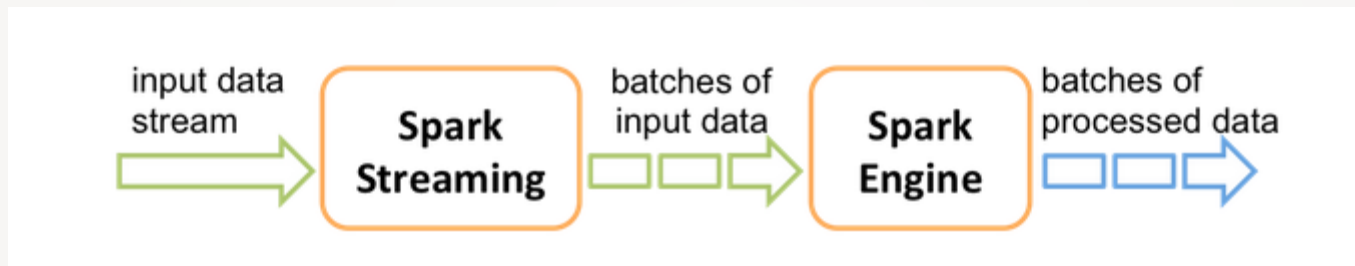 input data
stream
Spark
Streaming
batches of
input data
Spark
Engine
batches of
processed data